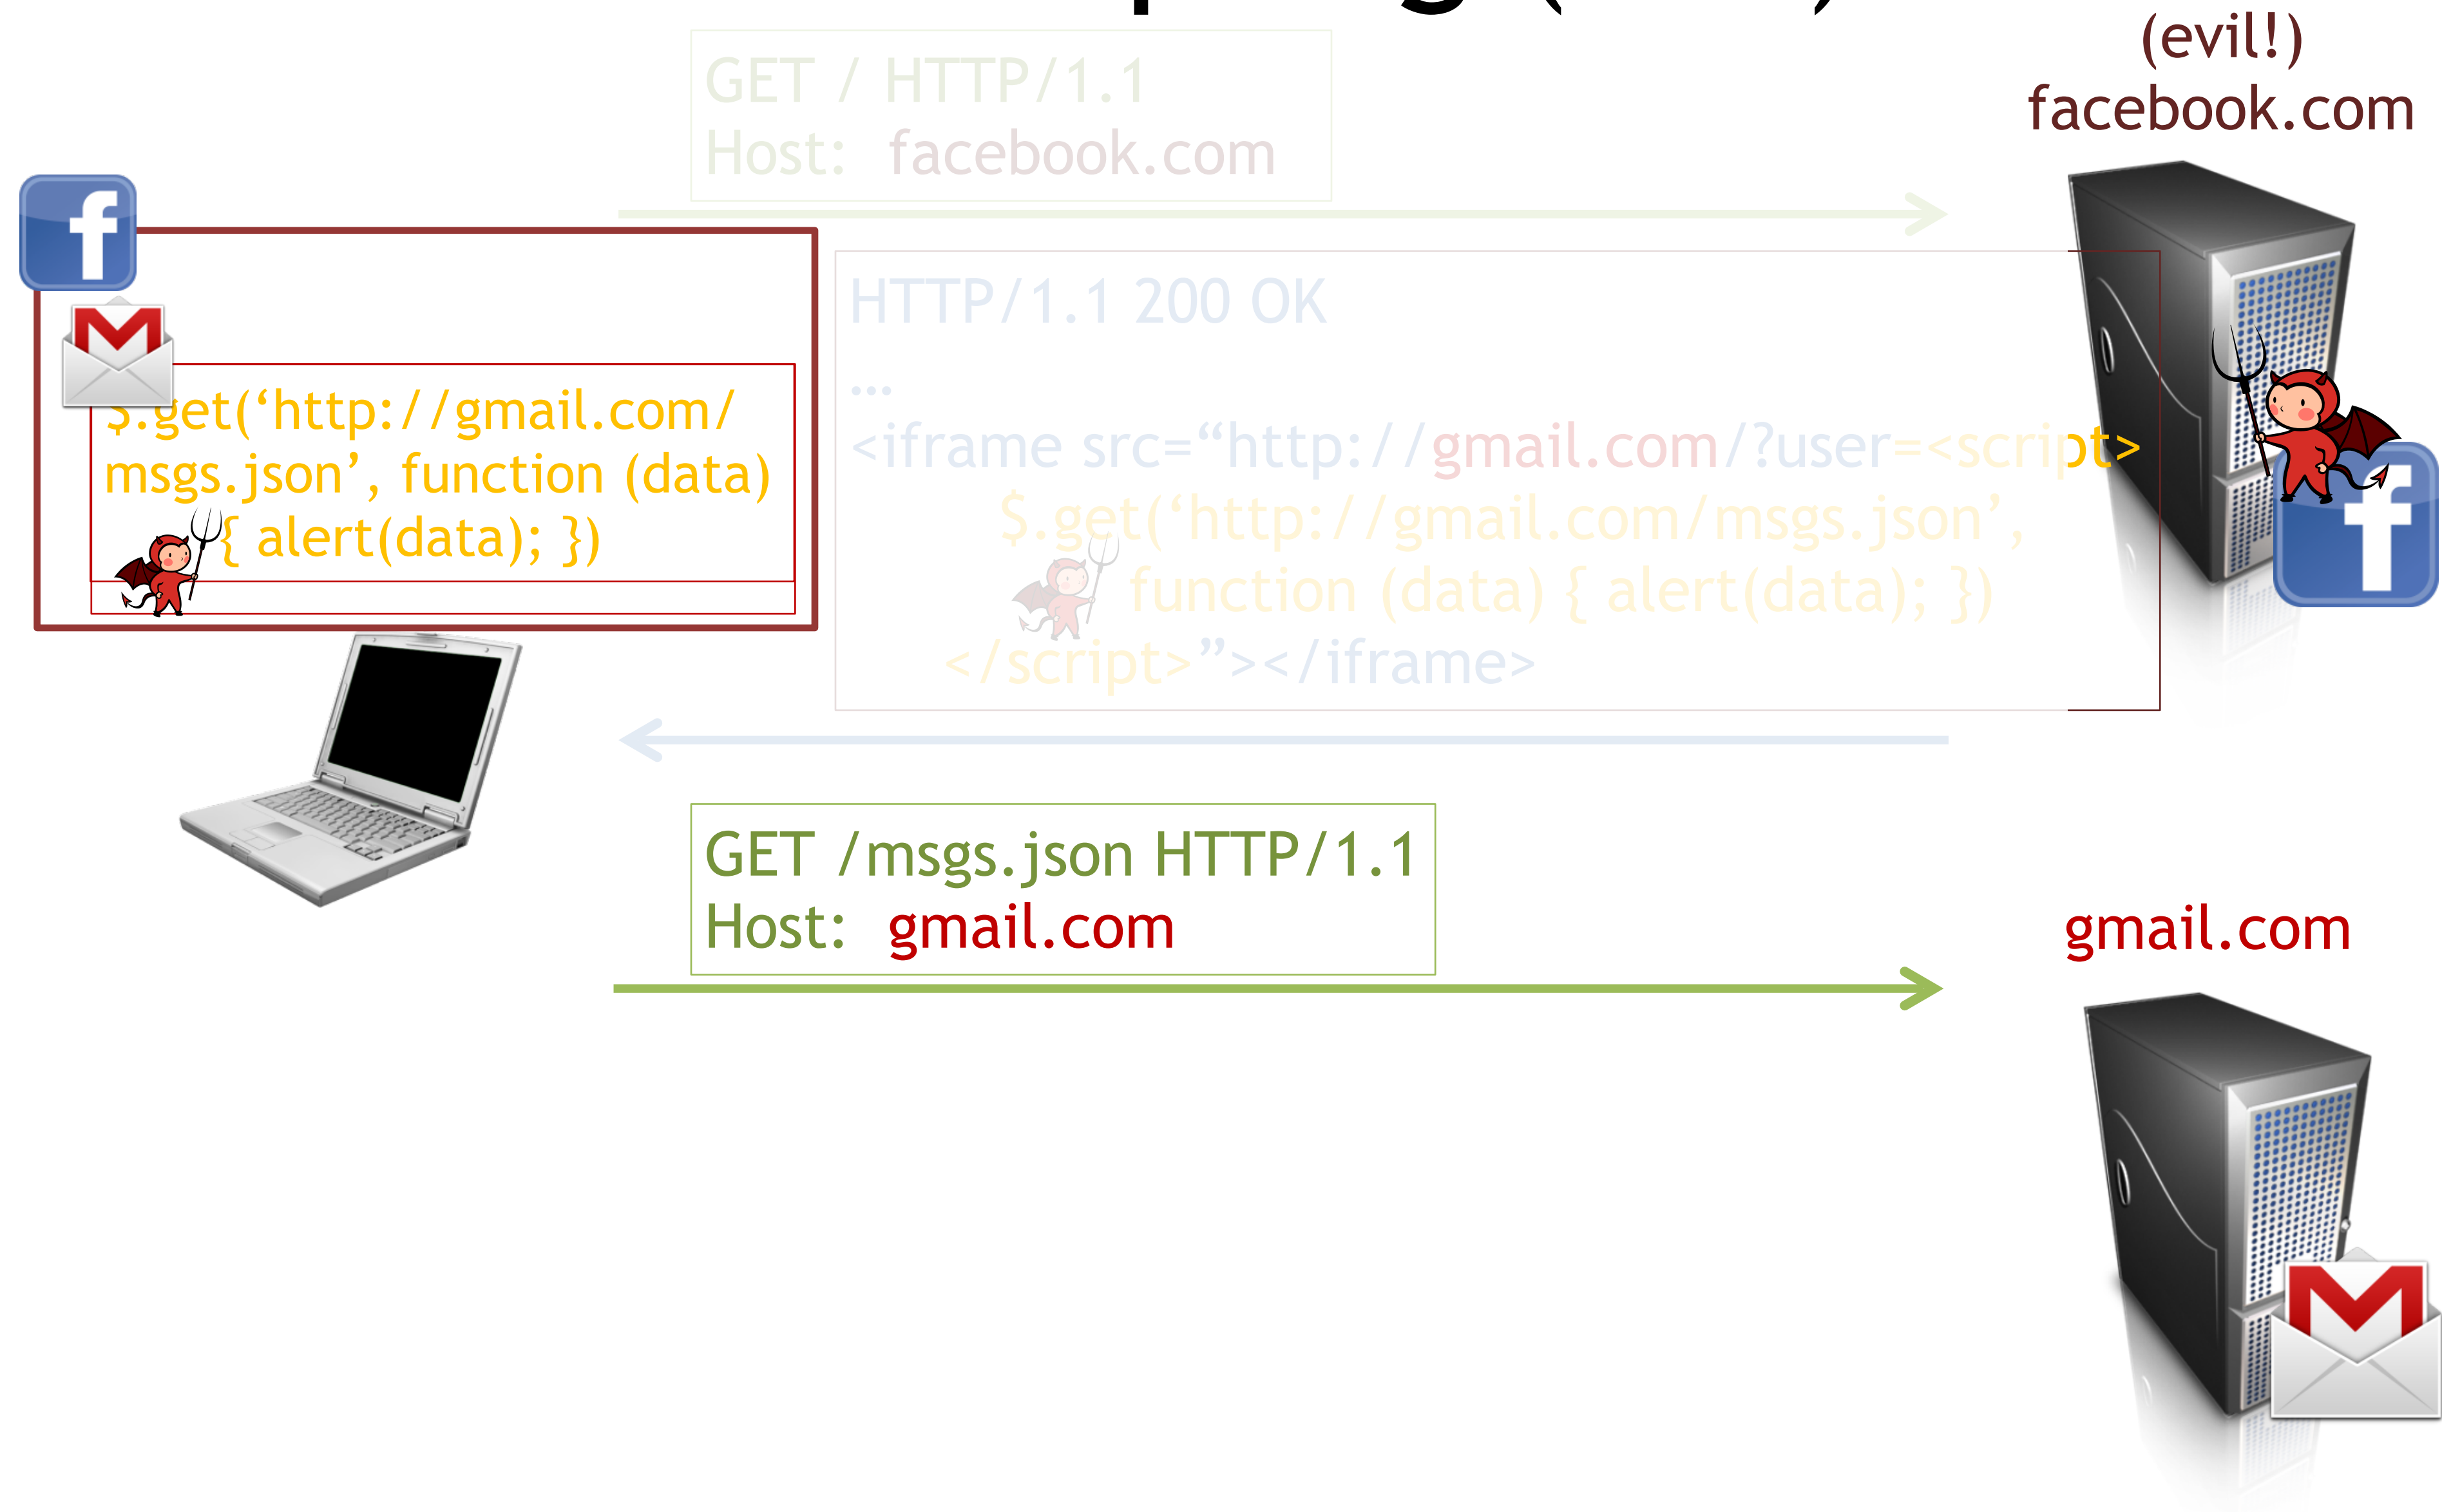 (evil!)
facebook.com
GET / HTTP/1.1
Host: facebook.com
HTTP/1.1 200 OK
…
<iframe src=“http://gmail.com/?user=<script>
$.get(‘http://gmail.com/msgs.json’,
function (data) { alert(data); })
</script>”></iframe>
$.get(‘http://gmail.com/
msgs.json’, function (data)
{ alert(data); })
GET /msgs.json HTTP/1.1
Host: gmail.com
gmail.com